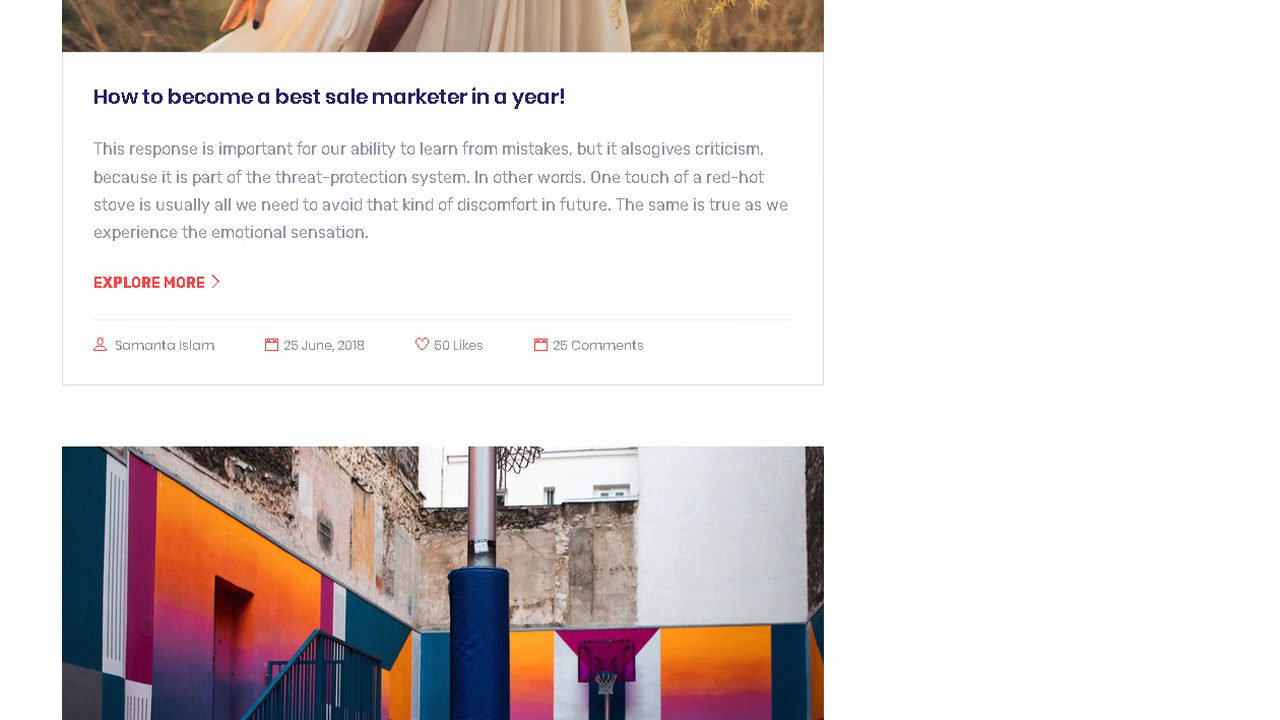 How to become a best sale marketer in a year!
This response is important for our ability to learn from mistakes, but it alsogives criticism,
because it is part of the threat-protection system. In other words. One touch of a red-hot
stove is usually all we need to avoid that kind of discomfort in future. The same is true as we
experience the emotional sensation.
EXPLORE MORE
Samanta Islam 25 June, 2018 50 Likes 25 Comments